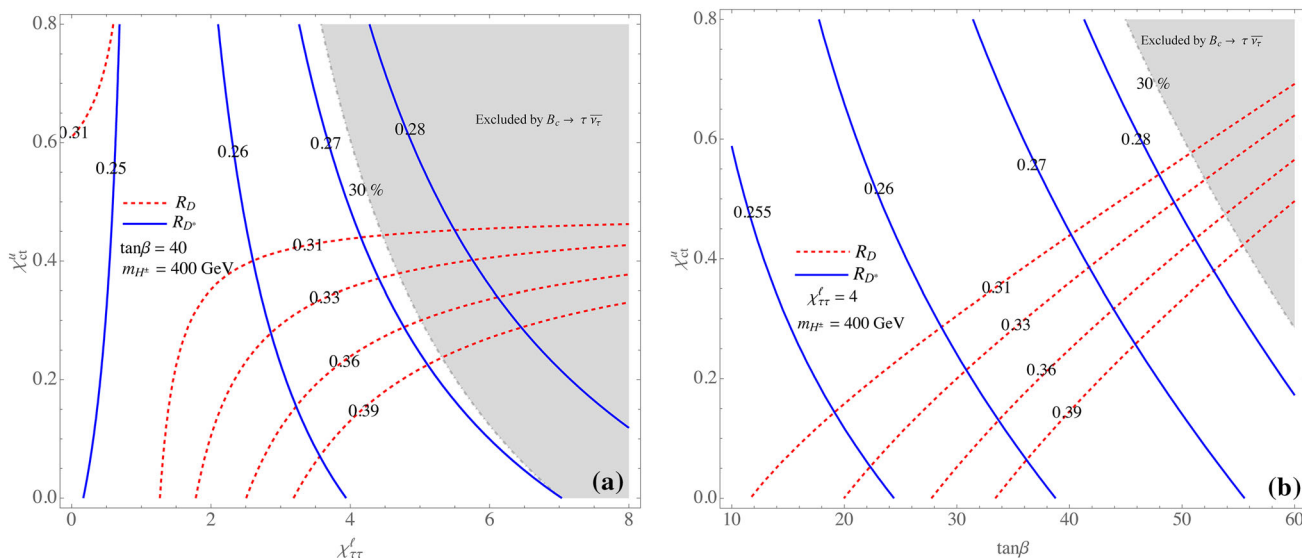 0.8
0.6
0.4
0.2
0.0
χᵘ_ct
0.31
0.25
0.26
0.27
0.28
30 %
Excluded by B_c → τ ν̄_τ
R_D
R_D*
tanβ = 40
m_H± = 400 GeV
0.31
0.33
0.36
0.39
(a)
0 2 4 6 8
χ^ℓ_ττ
0.8
0.6
0.4
0.2
0.0
χᵘ_ct
Excluded by B_c → τ ν̄_τ
30 %
0.28
0.27
0.26
0.255
R_D
R_D*
χ^ℓ_ττ = 4
m_H± = 400 GeV
0.31
0.33
0.36
0.39
(b)
10 20 30 40 50 60
tanβ